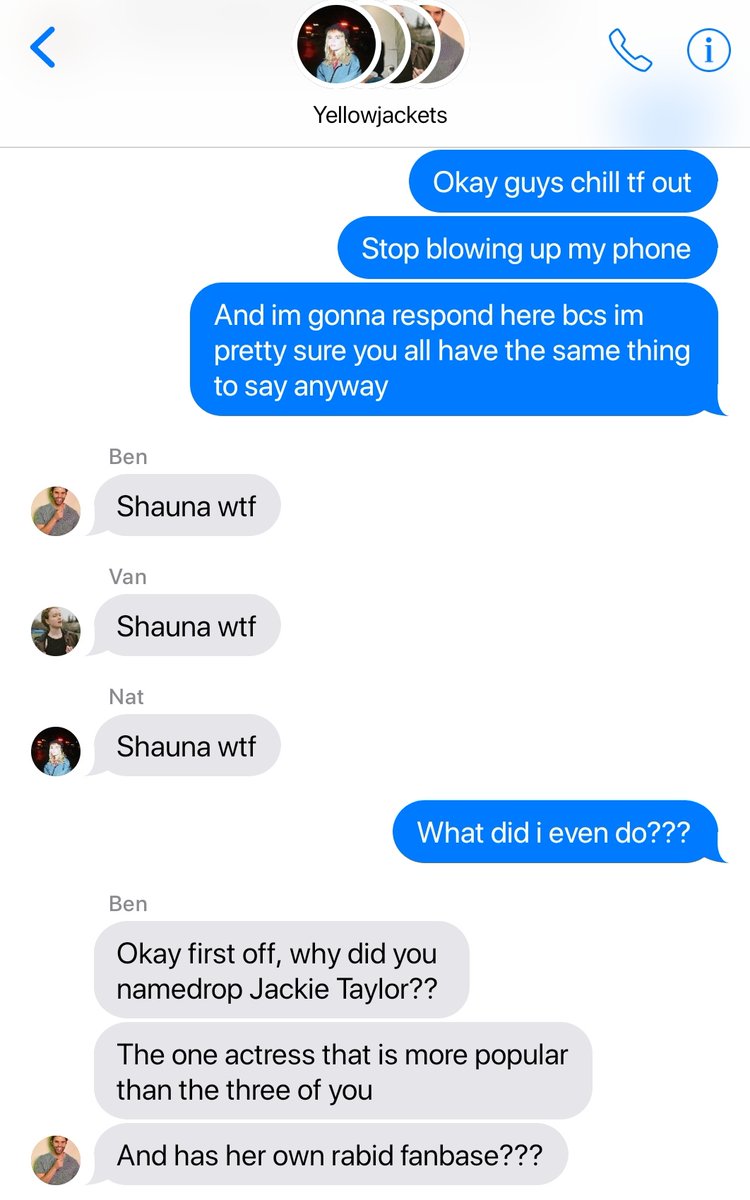 Yellowjackets
Okay guys chill tf out
Stop blowing up my phone
And im gonna respond here bcs im
pretty sure you all have the same thing
to say anyway
Ben
Shauna wtf
Van
Shauna wtf
Nat
Shauna wtf
What did i even do???
Ben
Okay first off, why did you
namedrop Jackie Taylor??
The one actress that is more popular
than the three of you
And has her own rabid fanbase???